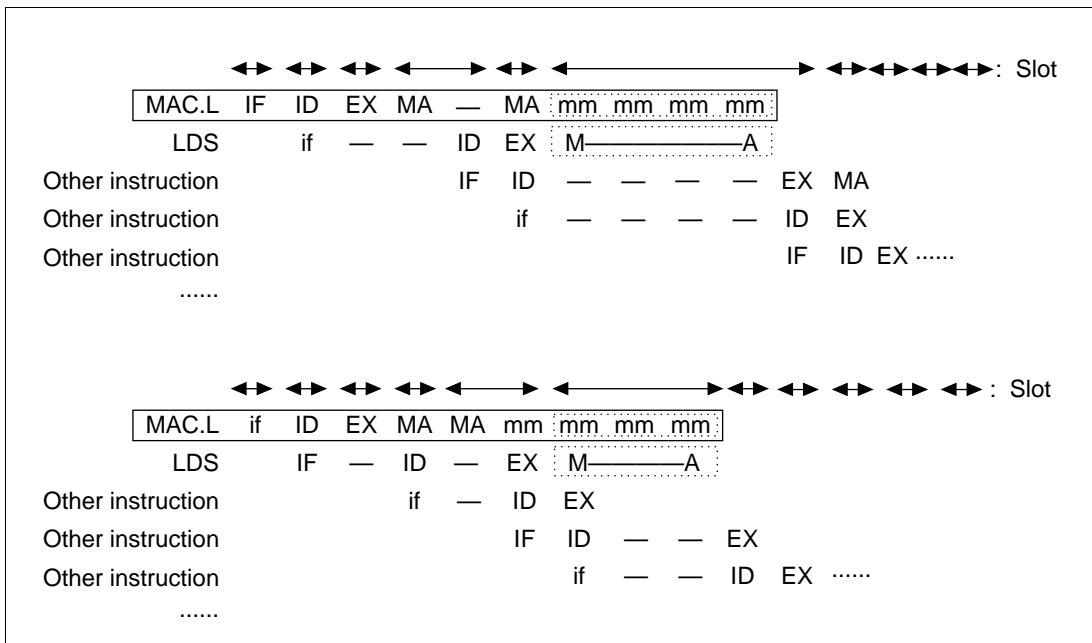 : Slot
MAC.L IF ID EX MA — MA mm mm mm mm
LDS if — — ID EX M————A
Other instruction IF ID — — — — EX MA
Other instruction if — — — — ID EX
Other instruction IF ID EX ......
......
: Slot
MAC.L if ID EX MA MA mm mm mm mm
LDS IF — ID — EX M———A
Other instruction if — ID EX
Other instruction IF ID — — EX
Other instruction if — — ID EX ......
......